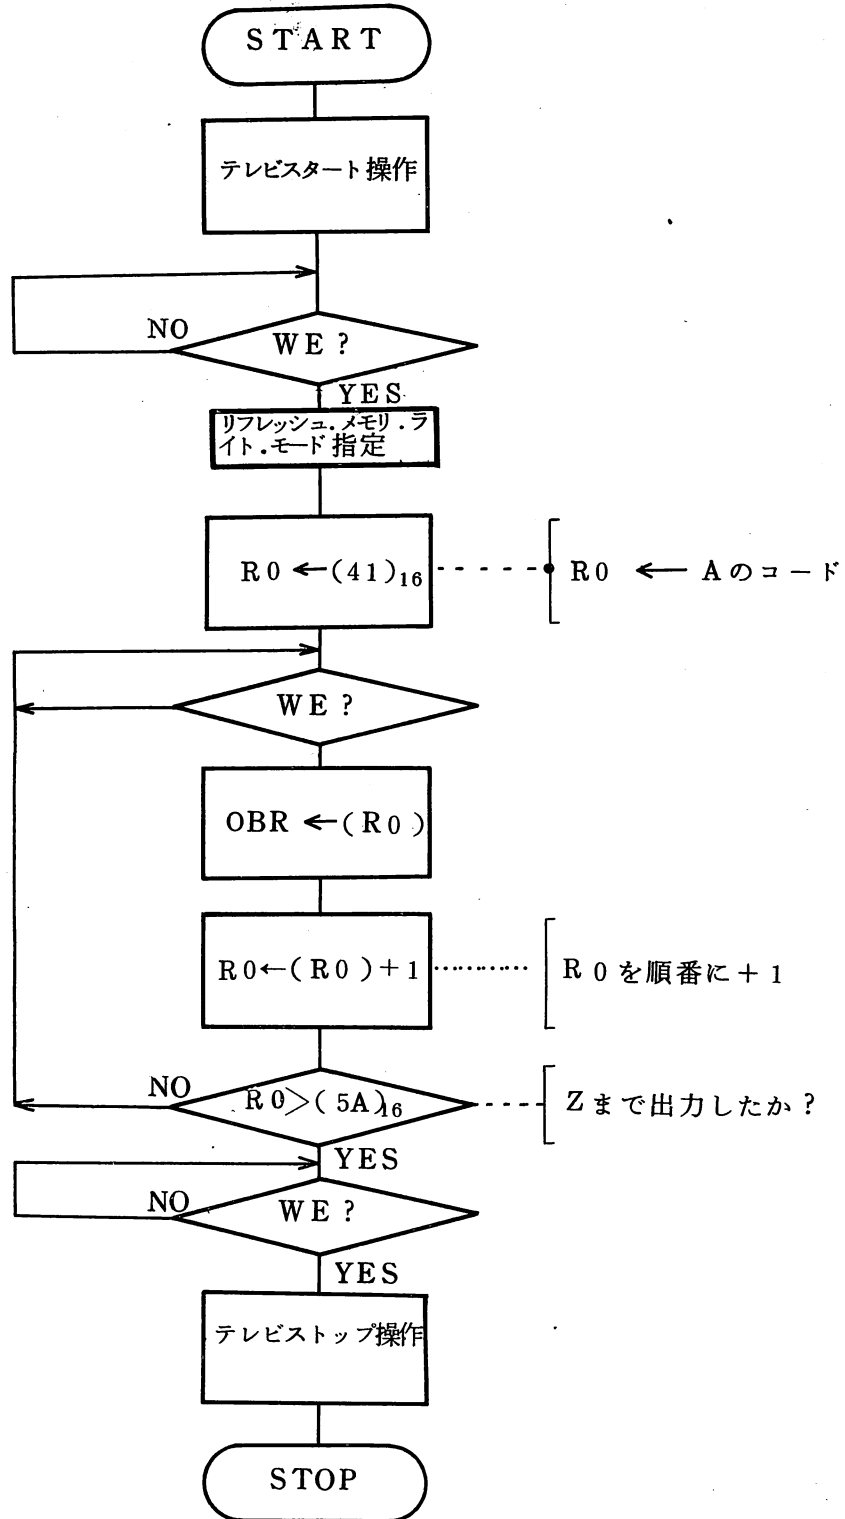 START
テレビスタート操作
NO
WE?
YES
リフレッシュ.メモリ.ラ
イト.モード指定
R0←(41)16
R0 ← Aのコード
WE?
OBR←(R0)
R0←(R0)+1
R0を順番に+1
NO
R0>(5A)16
Zまで出力したか?
YES
NO
WE?
YES
テレビストップ操作
STOP